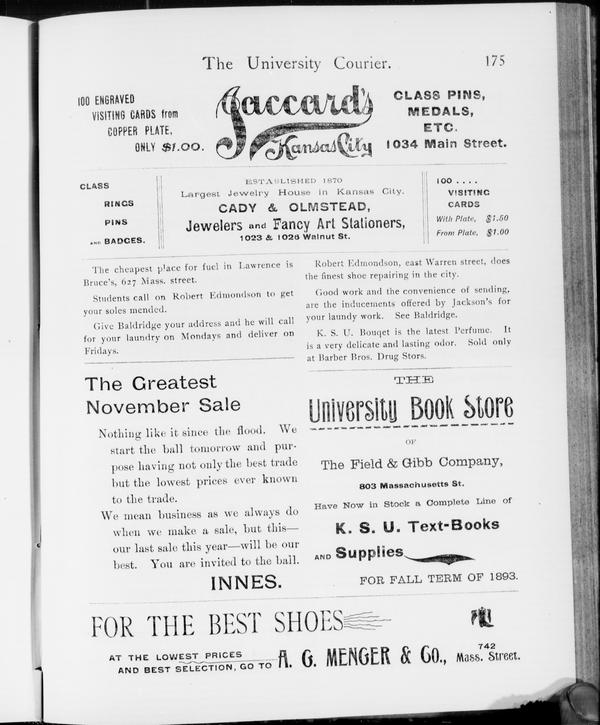 The University Courier. 175
100 ENGRAVED
VISITING CARDS from
COPPER PLATE,
ONLY $1.00.
Jaccard's
Kansas City
CLASS PINS,
MEDALS,
ETC.
1034 Main Street.
CLASS
RINGS
PINS
AND BADGES.
ESTABLISHED 1870
Largest Jewelry House in Kansas City.
CADY & OLMSTEAD,
Jewelers and Fancy Art Stationers,
1023 & 1025 Walnut St.
100 ....
VISITING
CARDS
With Plate, $1.50
From Plate, $1.00
The cheapest place for fuel in Lawrence is
Bruce's, 627 Mass. street.
Students call on Robert Edmondson to get
your soles mended.
Give Baldridge your address and he will call
for your laundry on Mondays and deliver on
Fridays.
Robert Edmondson, east Warren street, does
the finest shoe repairing in the city.
Good work and the convenience of sending,
are the inducements offered by Jackson's for
your laundy work. See Baldridge.
K. S. U. Bouqet is the latest Perfume. It
is a very delicate and lasting odor. Sold only
at Barber Bros. Drug Stors.
The Greatest
November Sale
Nothing like it since the flood. We
start the ball tomorrow and pur-
pose having not only the best trade
but the lowest prices ever known
to the trade.
We mean business as we always do
when we make a sale, but this—
our last sale this year—will be our
best. You are invited to the ball.
INNES.
THE
University Book Store
OF
The Field & Gibb Company,
803 Massachusetts St.
Have Now in Stock a Complete Line of
K. S. U. Text-Books
AND Supplies
FOR FALL TERM OF 1893.
FOR THE BEST SHOES
AT THE LOWEST PRICES
AND BEST SELECTION, GO TO A. G. MENGER & CO., 742 Mass. Street.